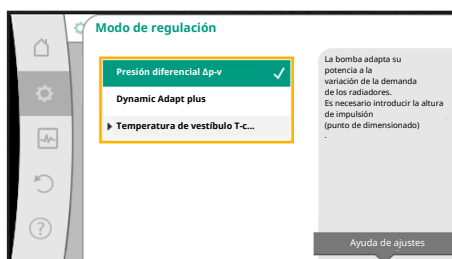 Modo de regulación
Presión diferencial Δp-v
Dynamic Adapt plus
Temperatura de vestíbulo T-c...
La bomba adapta su
potencia a la
variación de la demanda
de los radiadores.
Es necesario introducir la altura
de impulsión
(punto de dimensionado)
.
Ayuda de ajustes